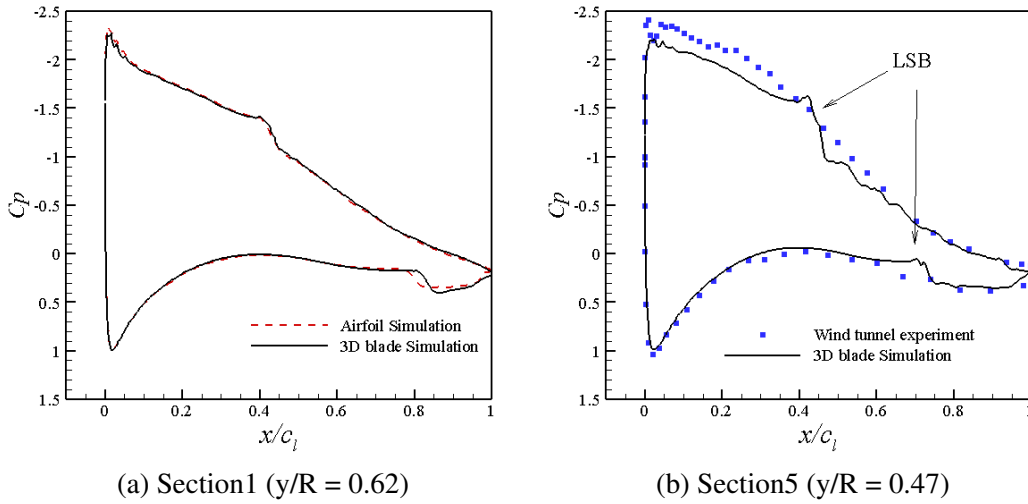 -2.5
-2
-1.5
-1
-0.5
0
0.5
1
1.5
Cp
Airfoil Simulation
3D blade Simulation
0 0.2 0.4 0.6 0.8 1
x/c_l
(a) Section1 (y/R = 0.62)
-2.5
-2
-1.5
-1
-0.5
0
0.5
1
1.5
Cp
LSB
Wind tunnel experiment
3D blade Simulation
0 0.2 0.4 0.6 0.8 1
x/c_l
(b) Section5 (y/R = 0.47)